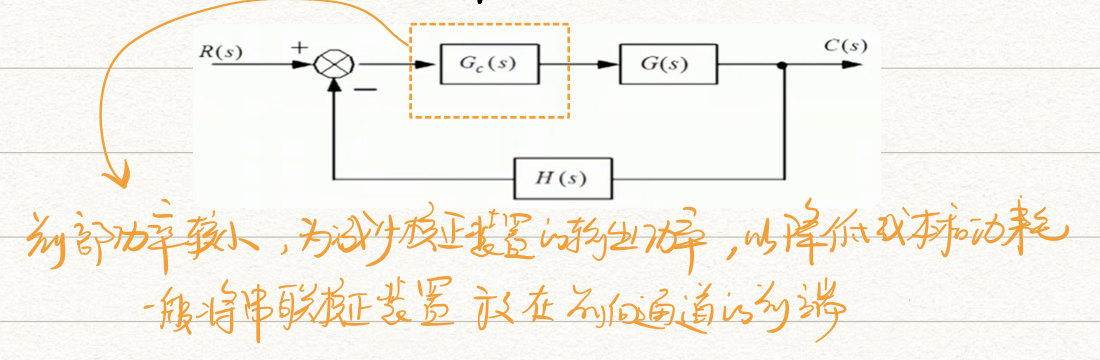 R(s) + G_c(s) G(s) C(s)
−
H(s)
前部功率较小，为减少校正装置的输出功率，以降低成本和功耗
一般将串联校正装置放在前向通道的前端